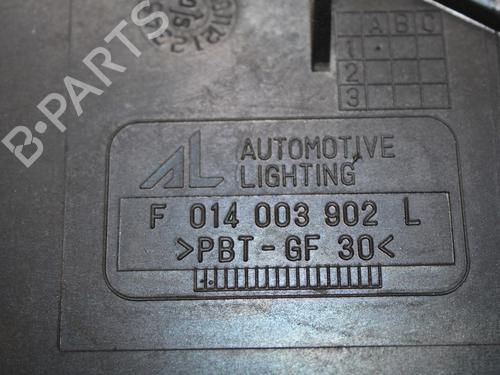 A B C
1
2
3
B-PARTS
AL AUTOMOTIVE
LIGHTING
F 014 003 902 L
>PBT-GF 30<